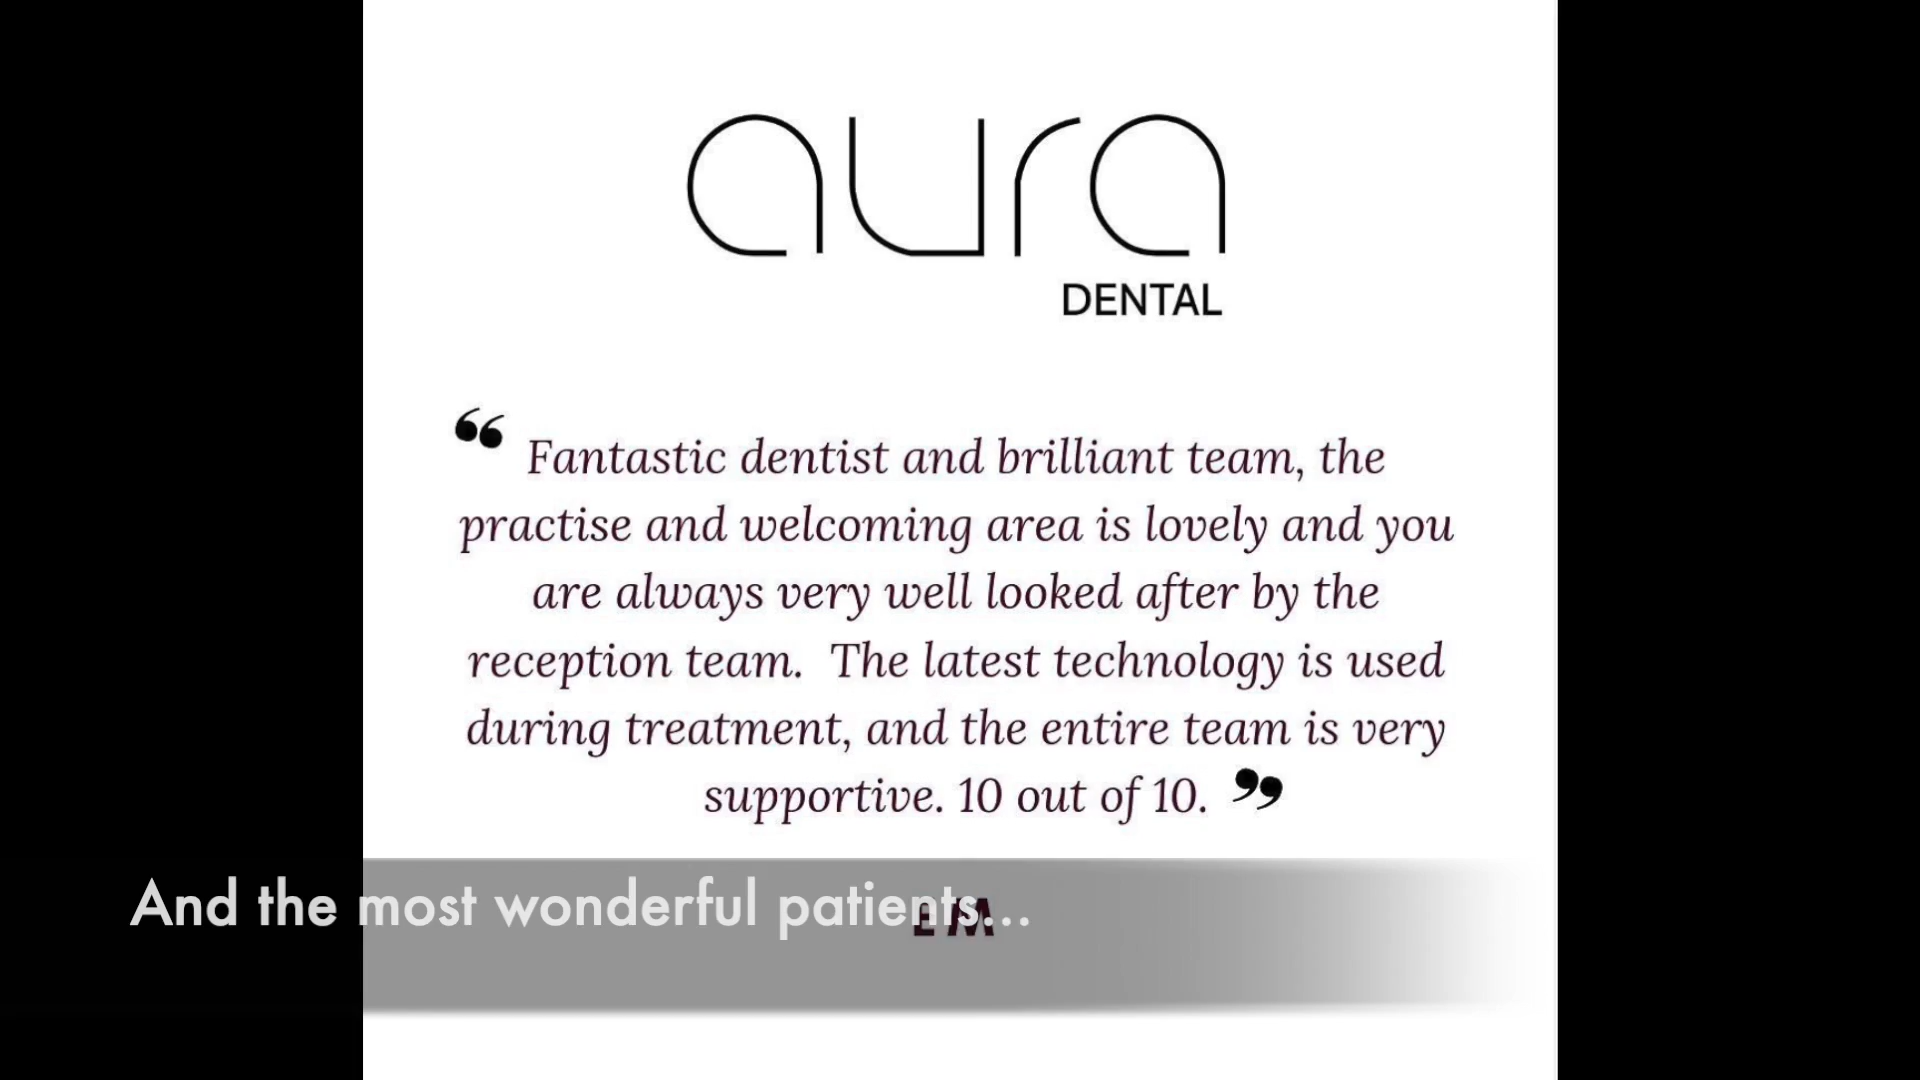 aura
DENTAL
“ Fantastic dentist and brilliant team, the
practise and welcoming area is lovely and you
are always very well looked after by the
reception team.  The latest technology is used
during treatment, and the entire team is very
supportive. 10 out of 10. ”
And the most wonderful patients...
E M